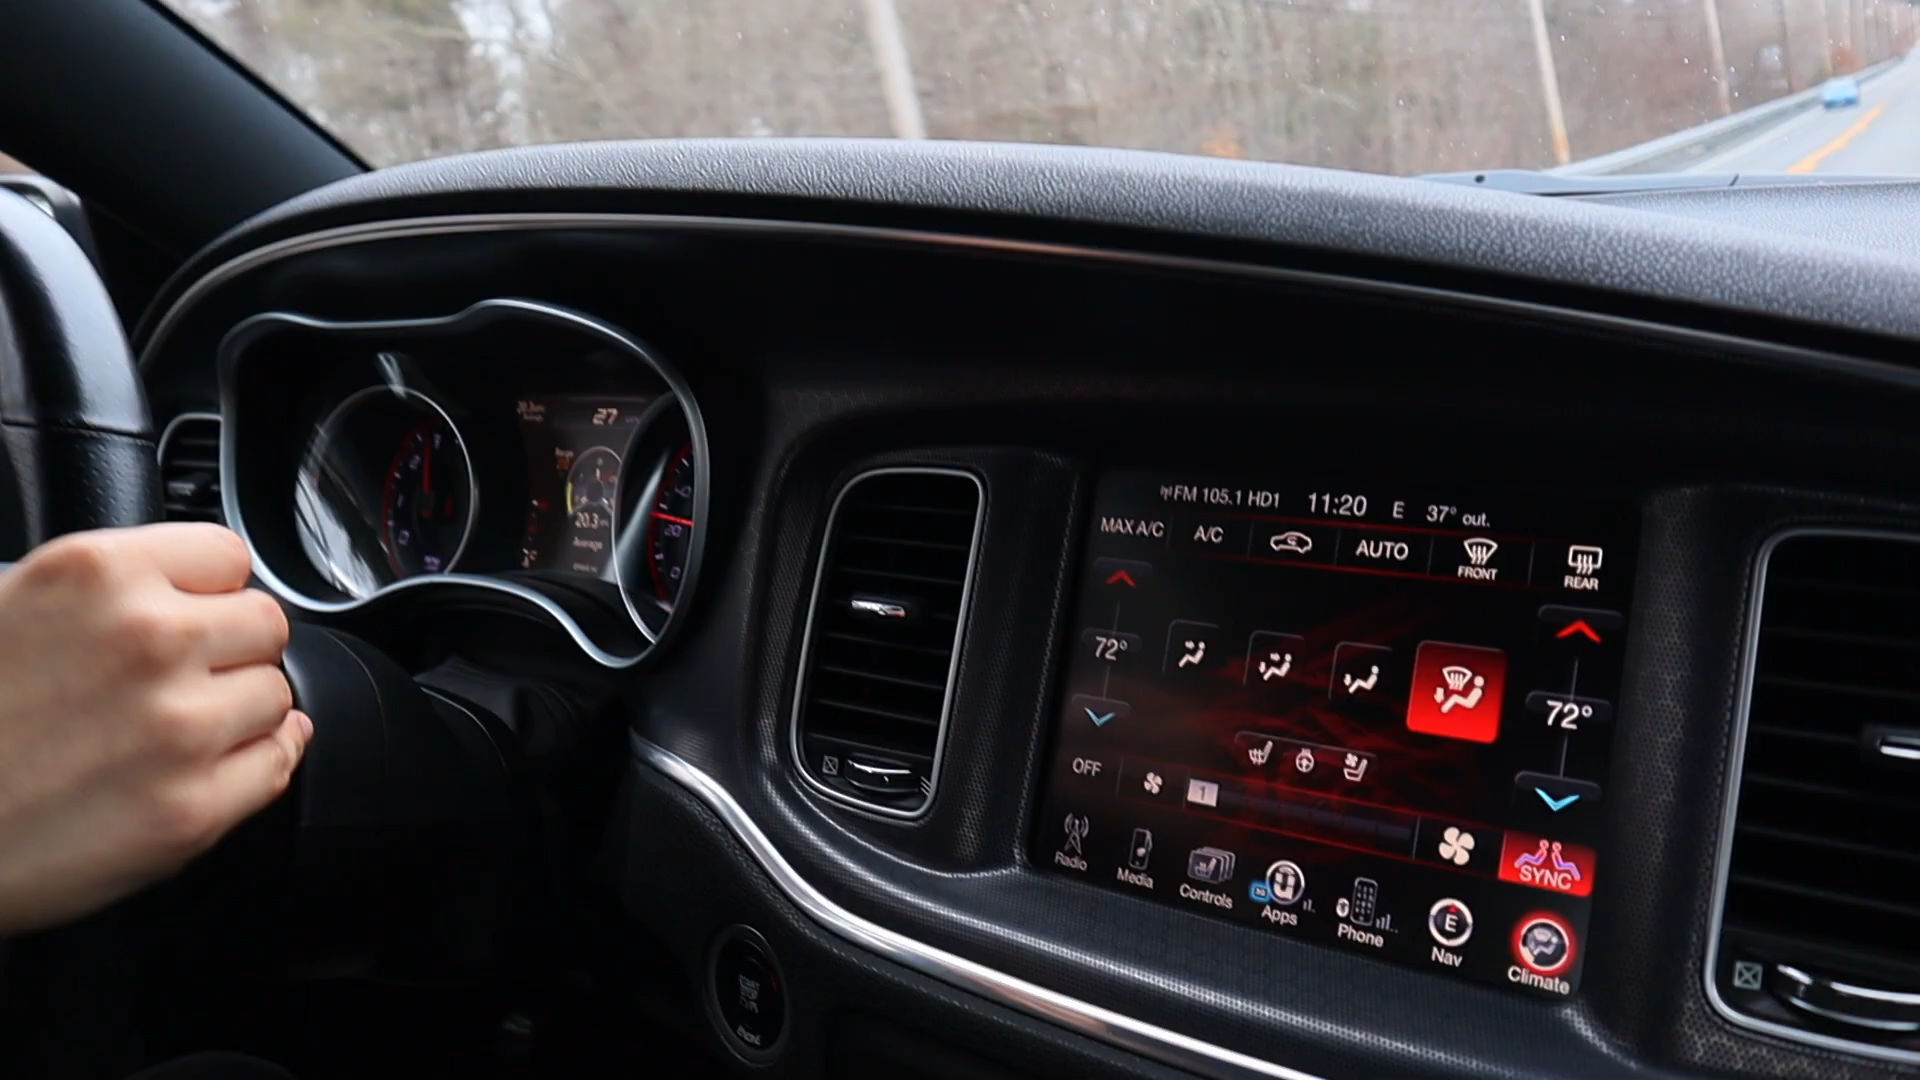 27
20.3
Average
FM 105.1 HD1 11:20 E 37° out.
MAX A/C A/C AUTO FRONT REAR
72°
72°
OFF 1
SYNC
Radio Media Controls Apps Phone E Nav Climate